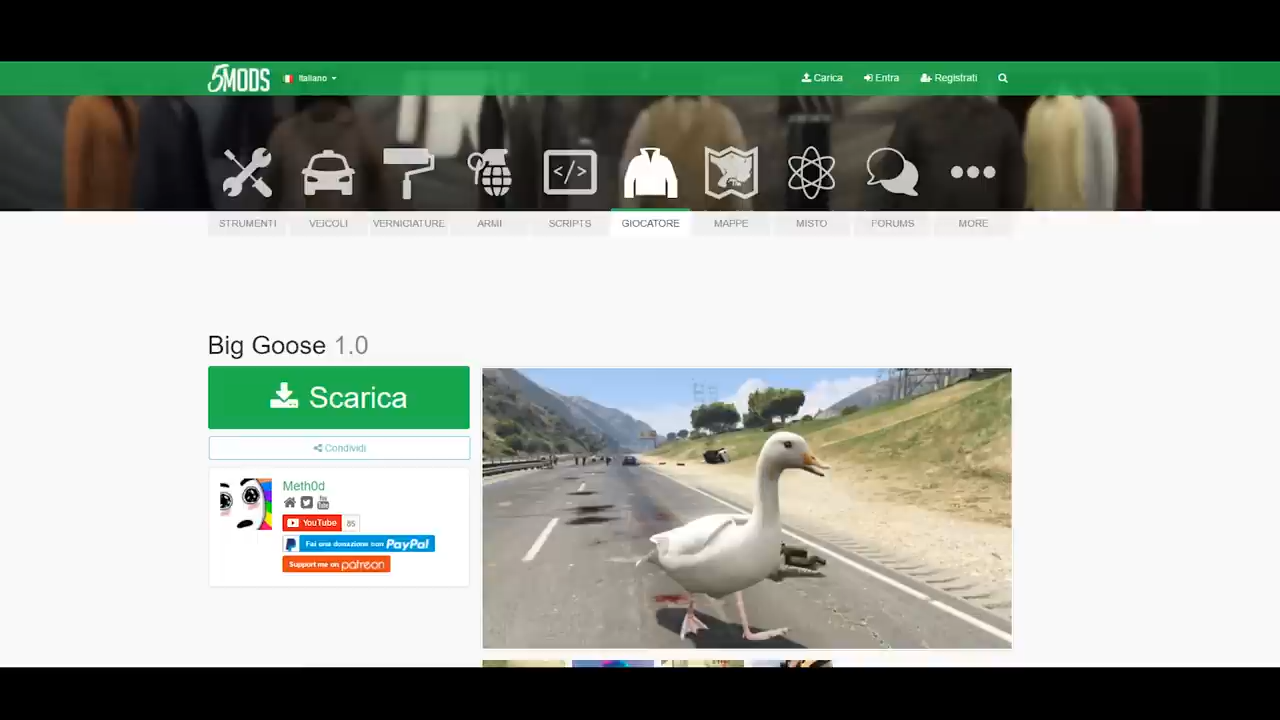 5MODS
Italiano
Carica
Entra
Registrati
STRUMENTI
VEICOLI
VERNICIATURE
ARMI
SCRIPTS
GIOCATORE
MAPPE
MISTO
FORUMS
MORE
Big Goose 1.0
Scarica
Condividi
Meth0d
YouTube 85
Fai una donazione con PayPal
Support me on patreon